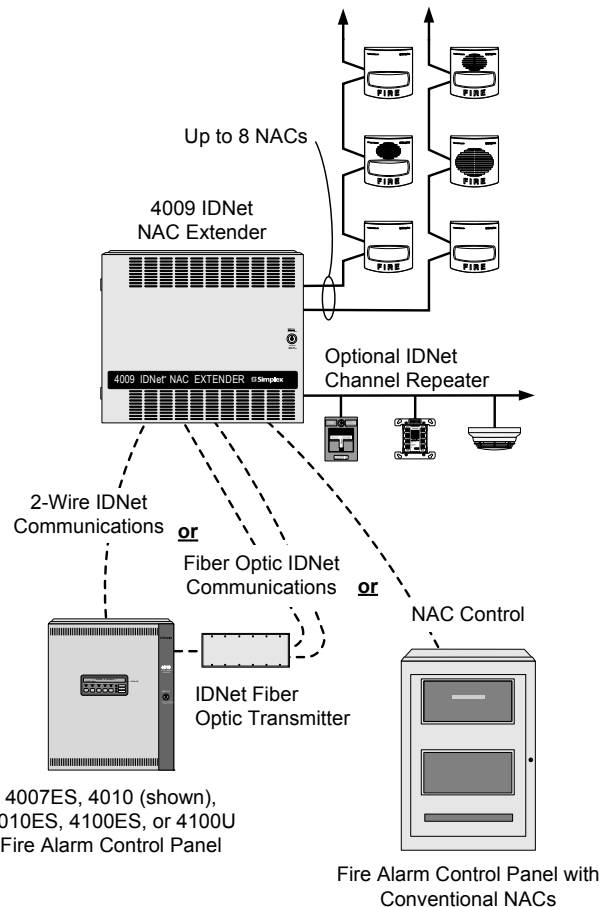 Up to 8 NACs
4009 IDNet
NAC Extender
FIRE
FIRE
FIRE
FIRE
FIRE
FIRE
4009 IDNet™ NAC EXTENDER Simplex
Optional IDNet
Channel Repeater
2-Wire IDNet
Communications
or
Fiber Optic IDNet
Communications
or
NAC Control
4010
IDNet Fiber
Optic Transmitter
4007ES, 4010 (shown),
010ES, 4100ES, or 4100U
Fire Alarm Control Panel
Fire Alarm Control Panel with
Conventional NACs